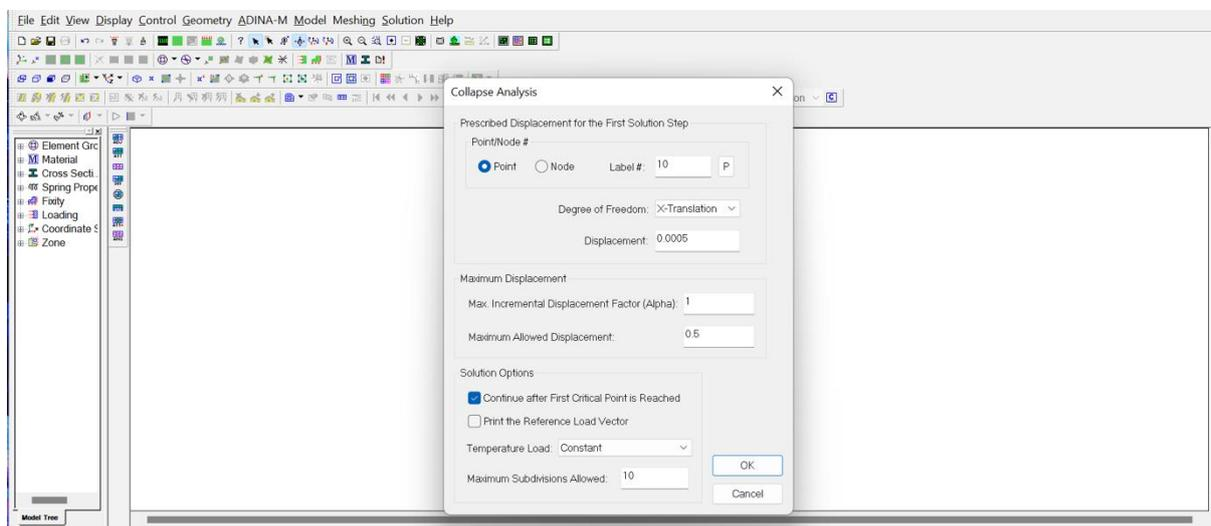 File Edit View Display Control Geometry ADINA-M Model Meshing Solution Help
Collapse Analysis
on
Prescribed Displacement for the First Solution Step
Point/Node #
Point Node Label #: 10 P
Degree of Freedom: X-Translation
Displacement: 0.0005
Maximum Displacement
Max. Incremental Displacement Factor (Alpha): 1
Maximum Allowed Displacement: 0.5
Solution Options
Continue after First Critical Point is Reached
Print the Reference Load Vector
Temperature Load: Constant
Maximum Subdivisions Allowed: 10
OK
Cancel
Element Grc
Material
Cross Secti..
Spring Prope
Fixity
Loading
Coordinate S
Zone
Model Tree